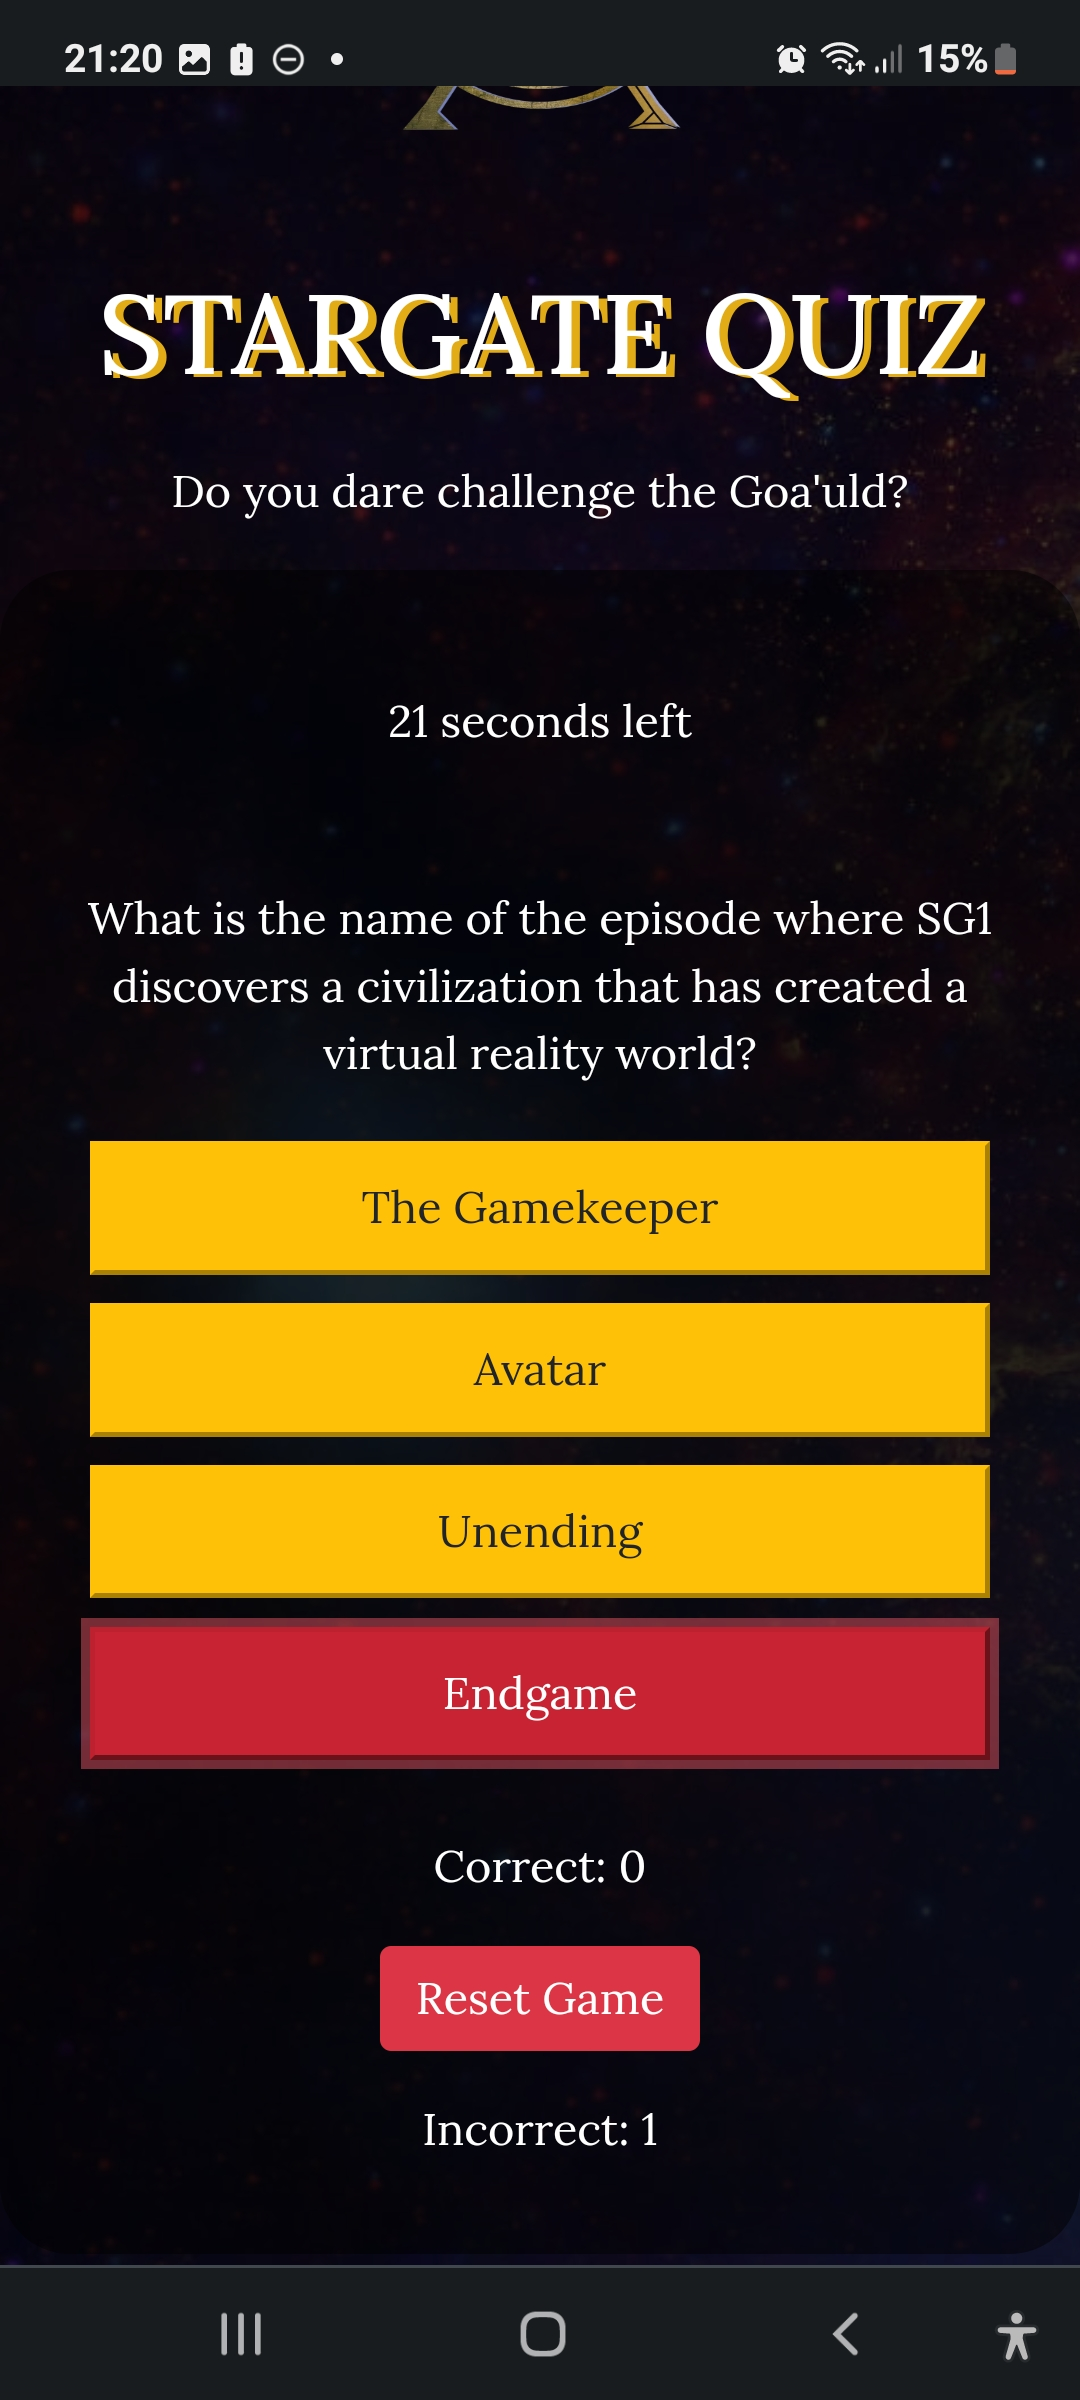 21:20
15%
STARGATE QUIZ
Do you dare challenge the Goa'uld?
21 seconds left
What is the name of the episode where SG1
discovers a civilization that has created a
virtual reality world?
The Gamekeeper
Avatar
Unending
Endgame
Correct: 0
Reset Game
Incorrect: 1